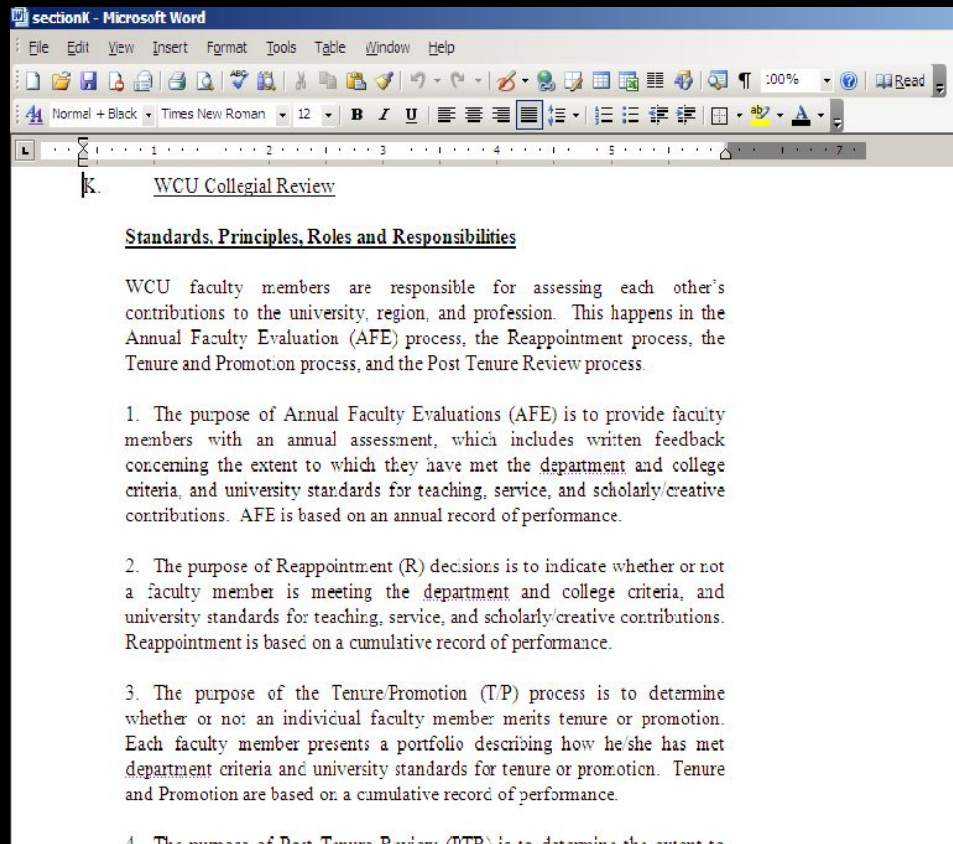 sectionK - Microsoft Word
File Edit View Insert Format Tools Table Window Help
100% Read
Normal + Black Times New Roman 12 B I U
1 2 3 4 5 7
K. WCU Collegial Review
Standards, Principles, Roles and Responsibilities
WCU faculty members are responsible for assessing each other's
contributions to the university, region, and profession. This happens in the
Annual Faculty Evaluation (AFE) process, the Reappointment process, the
Tenure and Promotion process, and the Post Tenure Review process.
1. The purpose of Annual Faculty Evaluations (AFE) is to provide faculty
members with an annual assessment, which includes written feedback
concerning the extent to which they have met the department and college
criteria, and university standards for teaching, service, and scholarly/creative
contributions. AFE is based on an annual record of performance.
2. The purpose of Reappointment (R) decisions is to indicate whether or not
a faculty member is meeting the department and college criteria, and
university standards for teaching, service, and scholarly/creative contributions.
Reappointment is based on a cumulative record of performance.
3. The purpose of the Tenure/Promotion (T/P) process is to determine
whether or not an individual faculty member merits tenure or promotion.
Each faculty member presents a portfolio describing how he/she has met
department criteria and university standards for tenure or promotion. Tenure
and Promotion are based on a cumulative record of performance.
4. The purpose of Post Tenure Review (PTR) is to determine the extent to